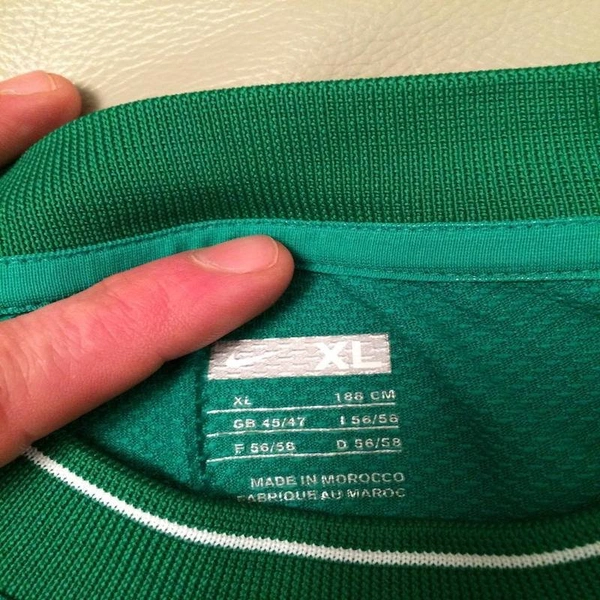 XL
XL 188 CM
GB 45/47 I 56/58
F 56/58 D 56/58
MADE IN MOROCCO
FABRIQUE AU MAROC